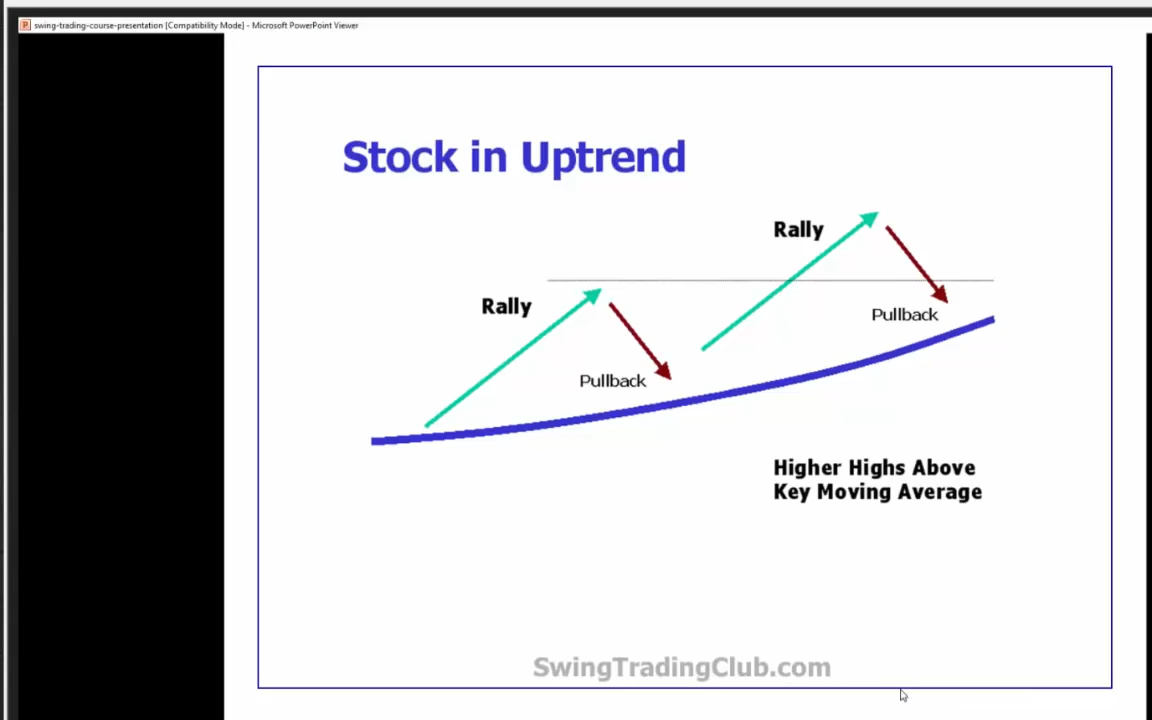 swing-trading-course-presentation [Compatibility Mode] - Microsoft PowerPoint Viewer
Stock in Uptrend
Rally
Rally
Pullback
Pullback
Higher Highs Above
Key Moving Average
SwingTradingClub.com